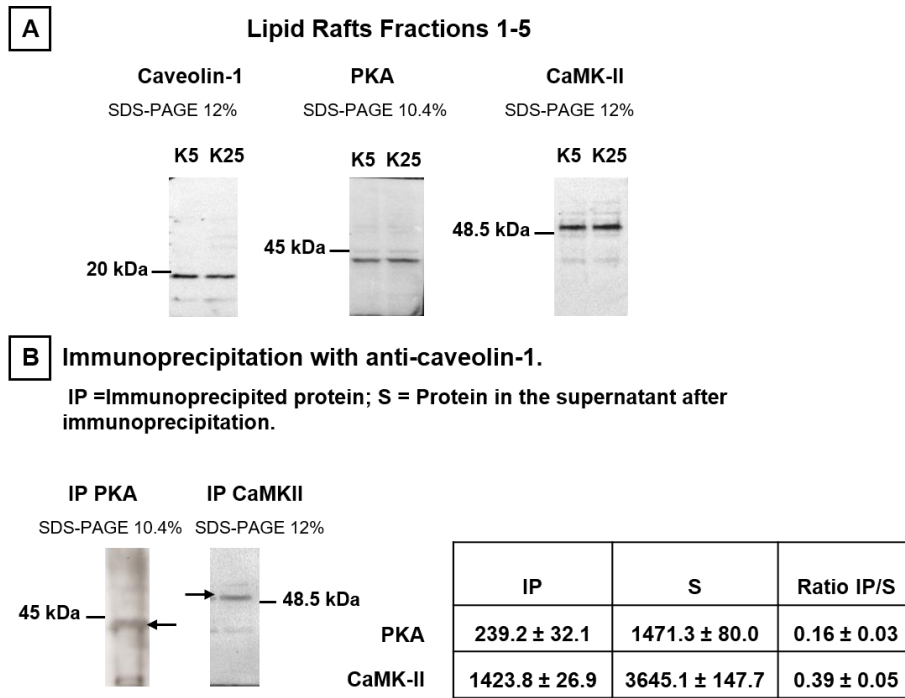 A
Lipid Rafts Fractions 1-5
Caveolin-1 PKA CaMK-II
SDS-PAGE 12% SDS-PAGE 10.4% SDS-PAGE 12%
K5 K25 K5 K25 K5 K25
20 kDa
45 kDa
48.5 kDa
B Immunoprecipitation with anti-caveolin-1.
IP =Immunoprecipited protein; S = Protein in the supernatant after
immunoprecipitation.
IP PKA IP CaMKII
SDS-PAGE 10.4% SDS-PAGE 12%
45 kDa
48.5 kDa
IP S Ratio IP/S
PKA 239.2 ± 32.1 1471.3 ± 80.0 0.16 ± 0.03
CaMK-II 1423.8 ± 26.9 3645.1 ± 147.7 0.39 ± 0.05